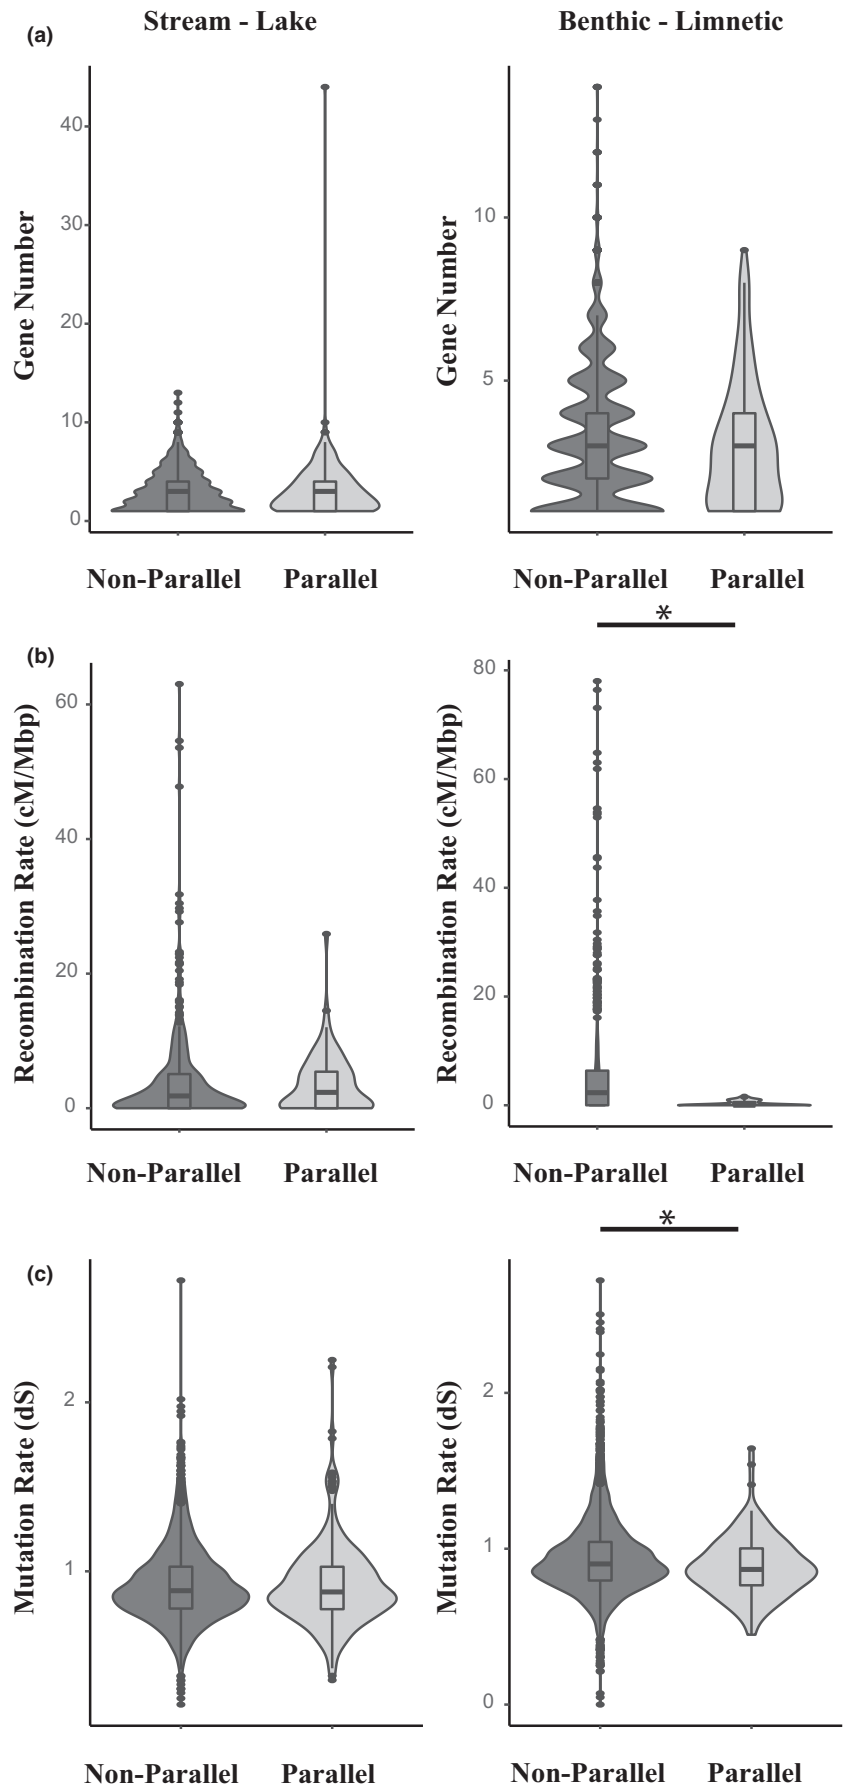 Stream - Lake
Benthic - Limnetic
(a)
Gene Number
40
30
20
10
0
Non-Parallel
Parallel
Gene Number
10
5
Non-Parallel
Parallel
(b)
Recombination Rate (cM/Mbp)
60
40
20
0
Non-Parallel
Parallel
*
Recombination Rate (cM/Mbp)
80
60
40
20
0
Non-Parallel
Parallel
(c)
Mutation Rate (dS)
2
1
Non-Parallel
Parallel
*
Mutation Rate (dS)
2
1
0
Non-Parallel
Parallel